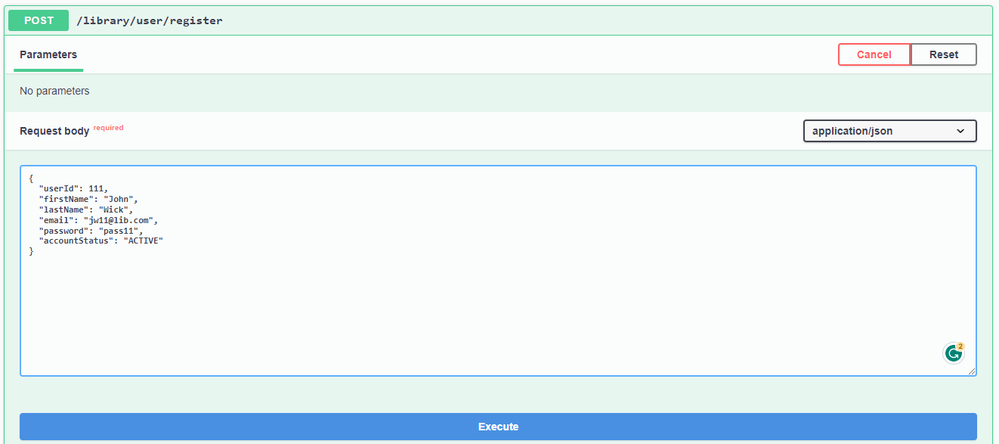 POST /library/user/register
Parameters
Cancel
Reset
No parameters
Request body required
application/json
{
  "userId": 111,
  "firstName": "John",
  "lastName": "Wick",
  "email": "jw11@lib.com",
  "password": "pass11",
  "accountStatus": "ACTIVE"
}
2
Execute